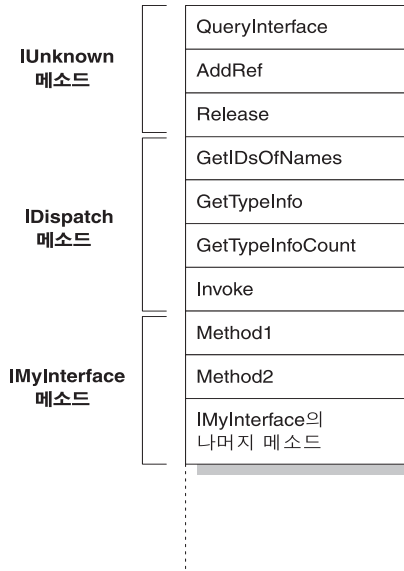 IUnknown
메소드
QueryInterface
AddRef
Release
IDispatch
메소드
GetIDsOfNames
GetTypeInfo
GetTypeInfoCount
Invoke
IMyInterface
메소드
Method1
Method2
IMyInterface의
나머지 메소드